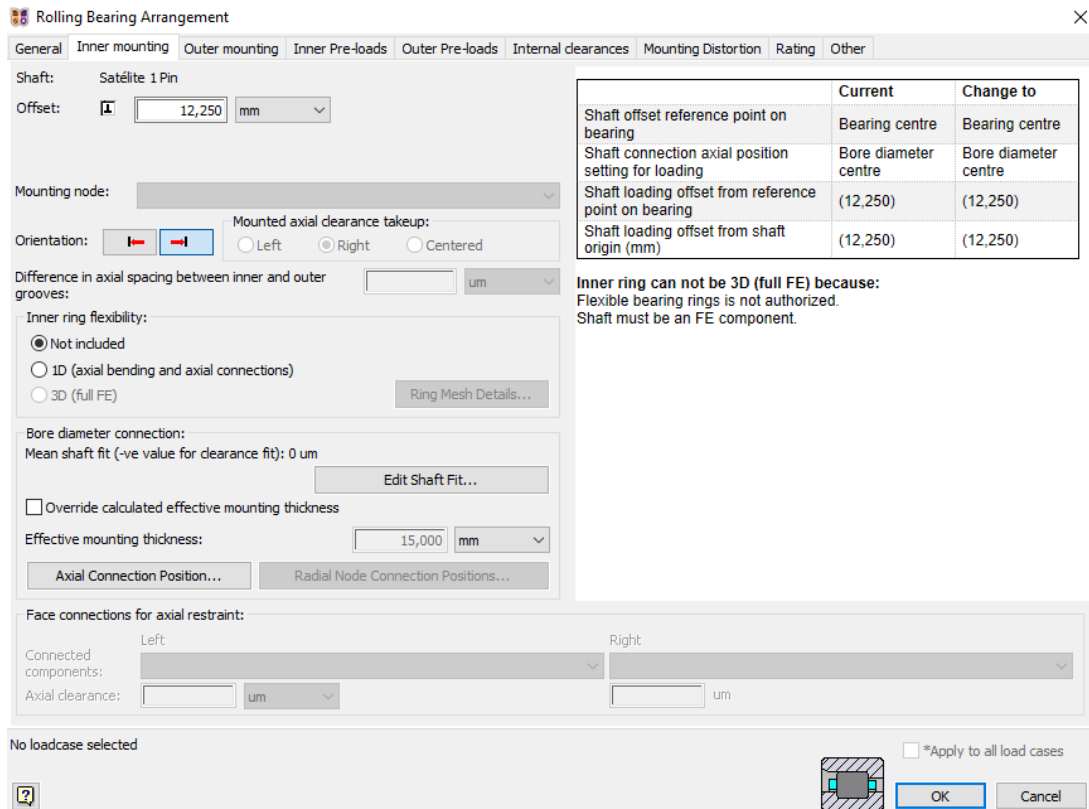 Rolling Bearing Arrangement
General Inner mounting Outer mounting Inner Pre-loads Outer Pre-loads Internal clearances Mounting Distortion Rating Other
Shaft: Satélite 1 Pin
Offset: 12,250 mm
Mounting node:
Orientation:
Mounted axial clearance takeup:
Left Right Centered
Difference in axial spacing between inner and outer
grooves:
um
Inner ring flexibility:
Not included
1D (axial bending and axial connections)
3D (full FE)
Ring Mesh Details...
Bore diameter connection:
Mean shaft fit (-ve value for clearance fit): 0 um
Edit Shaft Fit...
Override calculated effective mounting thickness
Effective mounting thickness: 15,000 mm
Axial Connection Position... Radial Node Connection Positions...
Current Change to
Shaft offset reference point on
bearing
Bearing centre Bearing centre
Shaft connection axial position
setting for loading
Bore diameter
centre
Bore diameter
centre
Shaft loading offset from reference
point on bearing
(12,250) (12,250)
Shaft loading offset from shaft
origin (mm)
(12,250) (12,250)
Inner ring can not be 3D (full FE) because:
Flexible bearing rings is not authorized.
Shaft must be an FE component.
Face connections for axial restraint:
Left Right
Connected
components:
Axial clearance: um um
No loadcase selected
*Apply to all load cases
OK Cancel